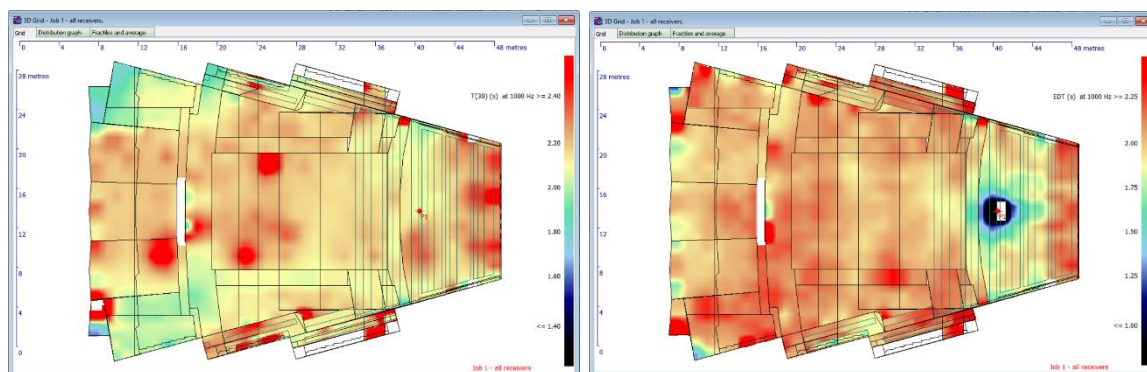 3D Grid - Job 1 - all receivers.
Grid Distribution graph Fractiles and average
0 4 8 12 16 20 24 28 32 36 40 44 48 metres
28 metres
24
20
16
12
8
4
0
T(30) (s) at 1000 Hz >= 2.40
2.20
2.00
1.80
1.60
<= 1.40
P1
Job 1 - all receivers
3D Grid - Job 1 - all receivers.
Grid Distribution graph Fractiles and average
0 4 8 12 16 20 24 28 32 36 40 44 48 metres
28 metres
24
20
16
12
8
4
0
EDT (s) at 1000 Hz >= 2.25
2.00
1.75
1.50
1.25
<= 1.00
Job 1 - all receivers